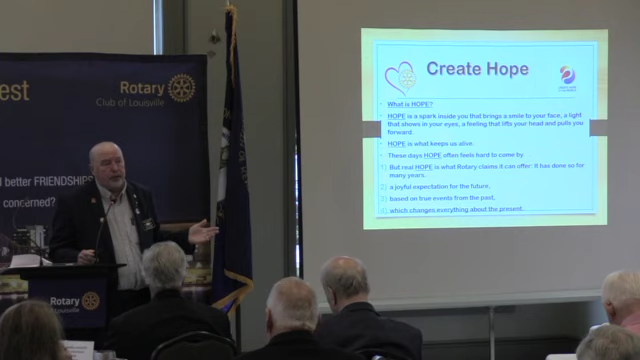 est
Rotary
Club of Louisville
d better FRIENDSHIPS
concerned?
Rotary
Create Hope
What is HOPE?
HOPE is a spark inside you that brings a smile to your face, a light
that shows in your eyes, a feeling that lifts your head and pulls you
forward.
HOPE is what keeps us alive.
These days HOPE often feels hard to come by
1) But real HOPE is what Rotary claims it can offer: It has done so for
many years.
2) a joyful expectation for the future,
3) based on true events from the past,
4) which changes everything about the present.